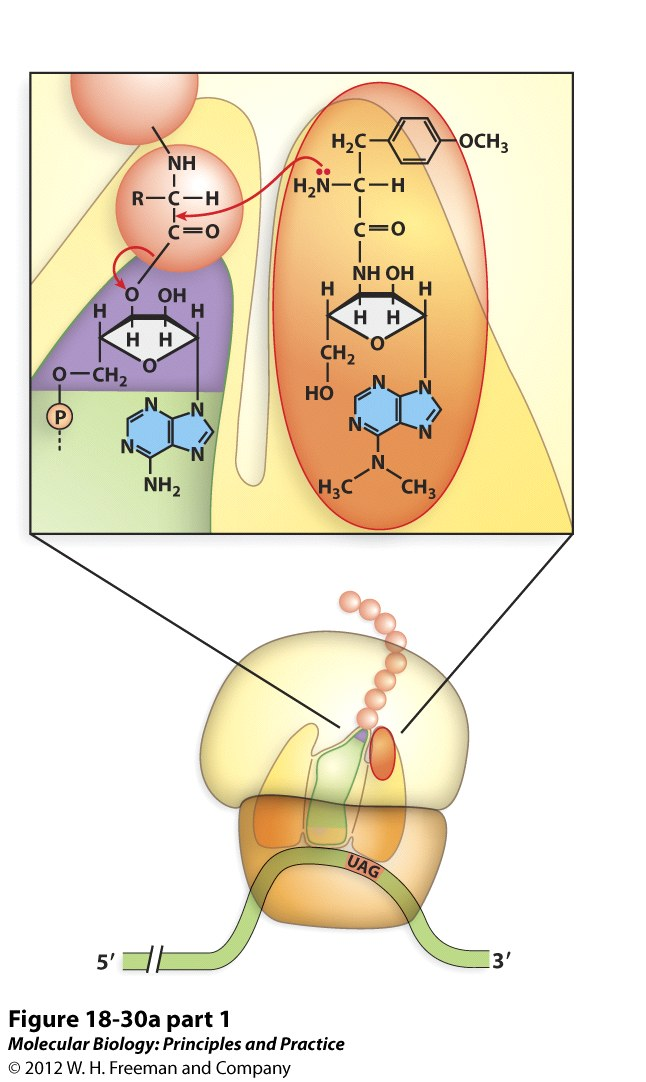 H₂C
OCH₃
NH
H₂N—C—H
R—C—H
C=O
C=O
NH OH
O OH
H H
H H
H H
H H
O
O
CH₂
O—CH₂
HO
P
N N
N N
N N
N N
NH₂
N
H₃C CH₃
UAG
5′ 3′
Figure 18-30a part 1
Molecular Biology: Principles and Practice
© 2012 W. H. Freeman and Company